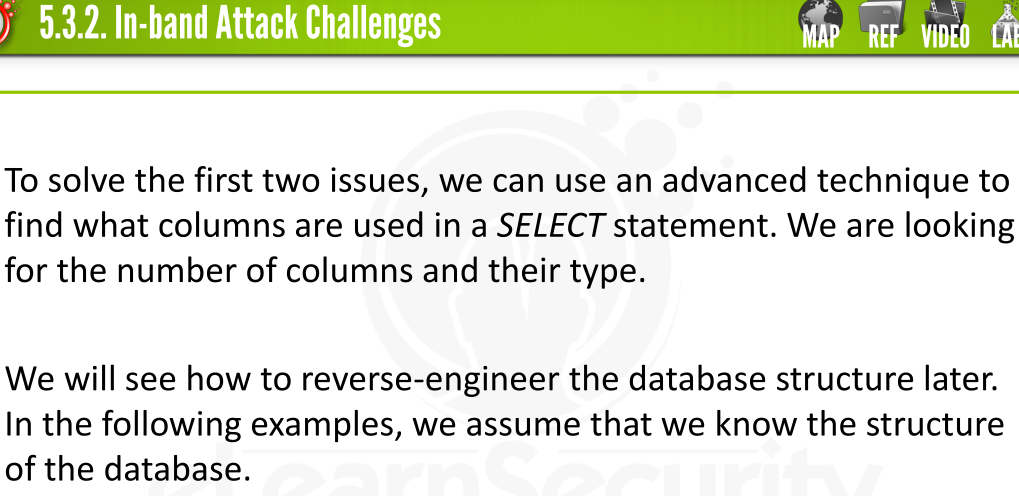 5.3.2. In-band Attack Challenges
MAP REF VIDEO LAB
To solve the first two issues, we can use an advanced technique to
find what columns are used in a SELECT statement. We are looking
for the number of columns and their type.
We will see how to reverse-engineer the database structure later.
In the following examples, we assume that we know the structure
of the database.
eLearnSecurity